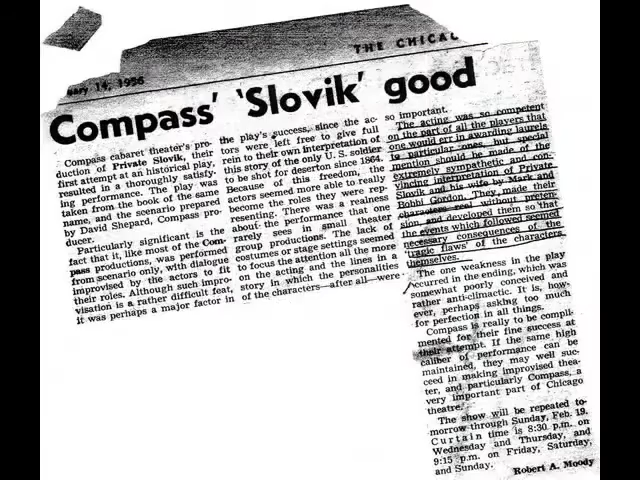 THE CHICAG
uary 14, 1956
Compass' 'Slovik' good
Compass cabaret theater's pro-
duction of Private Slovik, their
first attempt at an historical play,
resulted in a thoroughly satisfy-
ing performance. The play was
taken from the book of the same
name, and the scenario prepared
by David Shepard, Compass pro-
ducer.
Particularly significant is the
fact that it, like most of the Com-
pass productions, was performed
from scenario only, with dialogue
improvised by the actors to fit
their roles. Although such impro-
visation is a rather difficult feat,
it was perhaps a major factor in
the play's success, since the ac-
tors were left free to give full
rein to their own interpretation of
this story of the only U. S. soldier
to be shot for desertion since 1864.
Because of this freedom, the
actors seemed more able to really
become the roles they were rep-
resenting. There was a realness
about the performance that one
rarely sees in small theater
group productions. The lack of
costumes or stage settings seemed
to focus the attention all the more
on the acting and the lines in a
story in which the personalities
of the characters—after all—were
so important.
The acting was so competent
on the part of all the players that
one would err in awarding laurels
to particular ones, but special
mention should be made of the
extremely sympathetic and con-
vincing interpretation of Private
Slovik and his wife by Mark and
Bobbi Gordon. They made their
characters real without preten-
sion, and developed them so that
the events which followed seemed
necessary consequences of the
'tragic flaws' of the characters
themselves.
The one weakness in the play
occurred in the ending, which was
somewhat poorly conceived and
rather anti-climactic. It is, how-
ever, perhaps asking too much
for perfection in all things.
Compass is really to be compli-
mented for their fine success at
their attempt. If the same high
caliber of performance can be
maintained, they may well suc-
ceed in making improvised thea-
ter, and particularly Compass, a
very important part of Chicago
theatre.
The show will be repeated to-
morrow through Sunday, Feb. 19.
Curtain time is 8:30 p.m. on
Wednesday and Thursday, and
9:15 p.m. on Friday, Saturday,
and Sunday.
Robert A. Moody